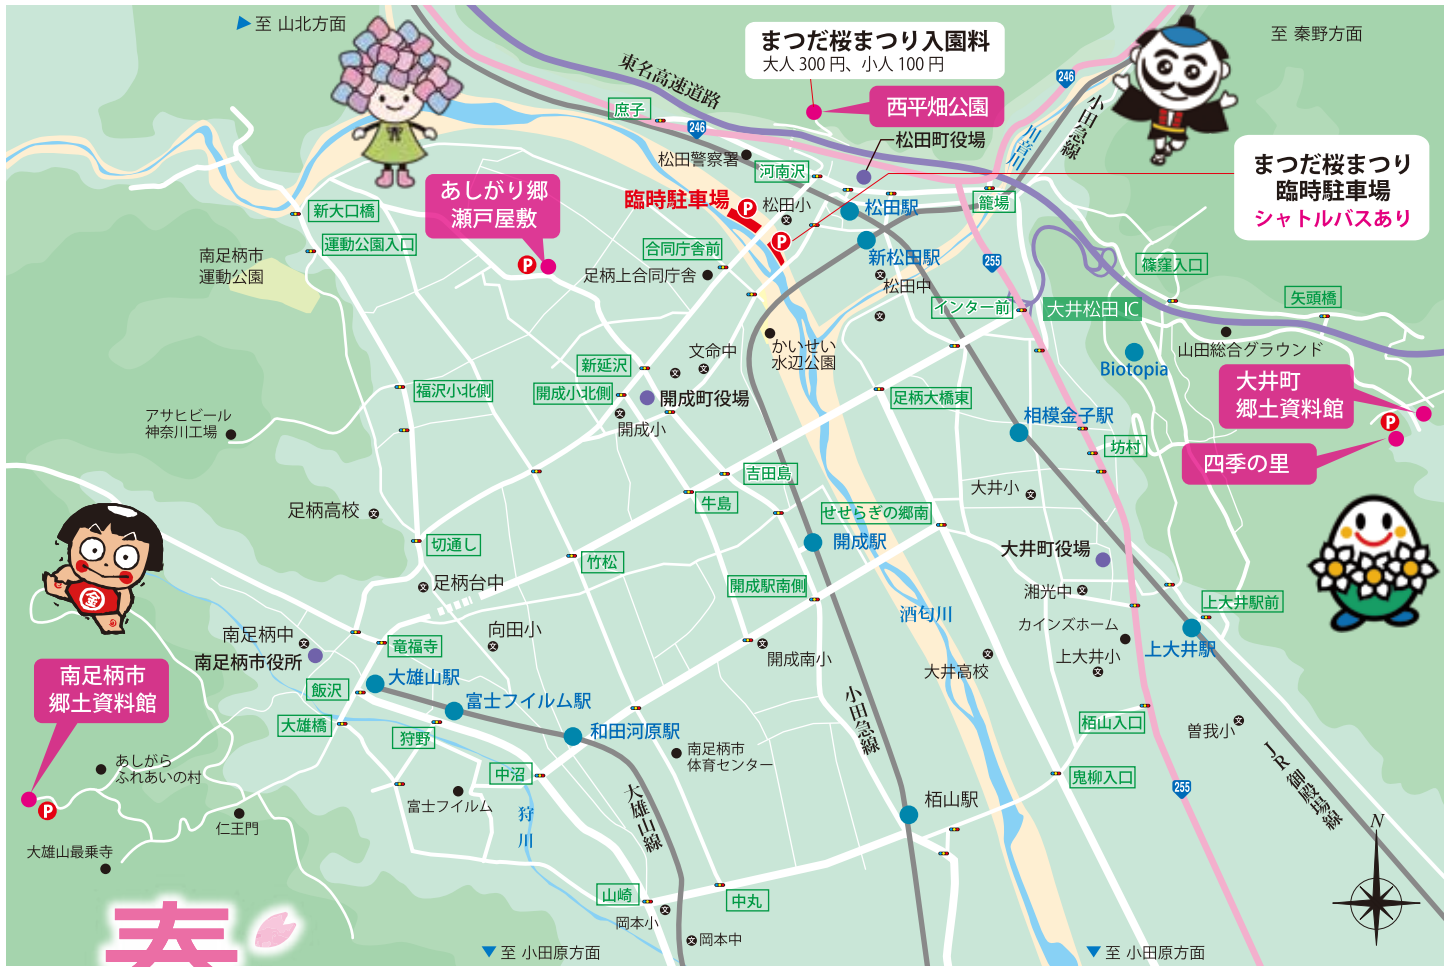 至 山北方面
まつだ桜まつり入園料
大人 300 円、小人 100 円
至 秦野方面
東名高速道路
西平畑公園
246
小田急線
川音川
庶子
246
松田町役場
松田警察署
河南沢
まつだ桜まつり
臨時駐車場
シャトルバスあり
あしがり郷
瀬戸屋敷
臨時駐車場
P
松田小
文
松田駅
籠場
新大口橋
運動公園入口
南足柄市
運動公園
合同庁舎前
P
新松田駅
255
篠窪入口
P
足柄上合同庁舎
文
松田中
文
インター前
大井松田 IC
矢頭橋
かいせい
水辺公園
山田総合グラウンド
文命中
文
文
新延沢
Biotopia
大井町
郷土資料館
福沢小北側
開成小北側
開成町役場
足柄大橋東
相模金子駅
P
アサヒビール
神奈川工場
文
開成小
坊村
四季の里
吉田島
大井小
文
牛島
せせらぎの郷南
足柄高校
文
切通し
開成駅
大井町役場
竹松
足柄台中
文
開成駅南側
湘光中
文
上大井駅前
金
酒匂川
カインズホーム
南足柄中
文
向田小
文
竜福寺
上大井駅
南足柄市役所
開成南小
文
上大井小
文
大井高校
文
南足柄市
郷土資料館
大雄山駅
飯沢
富士フイルム駅
小田急線
大雄橋
狩野
和田河原駅
栢山入口
曽我小
文
南足柄市
体育センター
JR御殿場線
あしがら
ふれあいの村
中沼
鬼柳入口
255
P
富士フイルム
狩川
大雄山線
栢山駅
仁王門
N
大雄山最乗寺
山崎
中丸
岡本小
文
文
岡本中
春
至 小田原方面
至 小田原方面